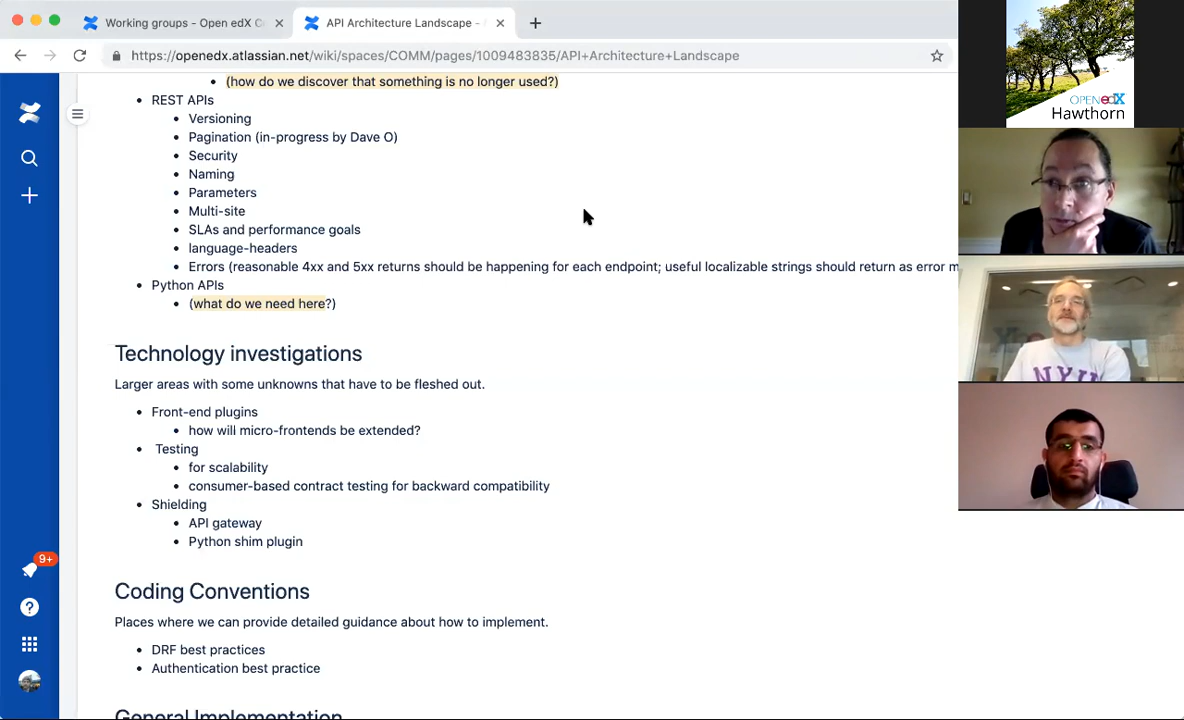 Working groups - Open edX C
API Architecture Landscape -
https://openedx.atlassian.net/wiki/spaces/COMM/pages/1009483835/API+Architecture+Landscape
(how do we discover that something is no longer used?)
REST APIs
Versioning
Pagination (in-progress by Dave O)
Security
Naming
Parameters
Multi-site
SLAs and performance goals
language-headers
Errors (reasonable 4xx and 5xx returns should be happening for each endpoint; useful localizable strings should return as error m
Python APIs
(what do we need here?)
Technology investigations
Larger areas with some unknowns that have to be fleshed out.
Front-end plugins
how will micro-frontends be extended?
Testing
for scalability
consumer-based contract testing for backward compatibility
Shielding
API gateway
Python shim plugin
Coding Conventions
Places where we can provide detailed guidance about how to implement.
DRF best practices
Authentication best practice
General Implementation
9+
OPEN edX
Hawthorn
NYU